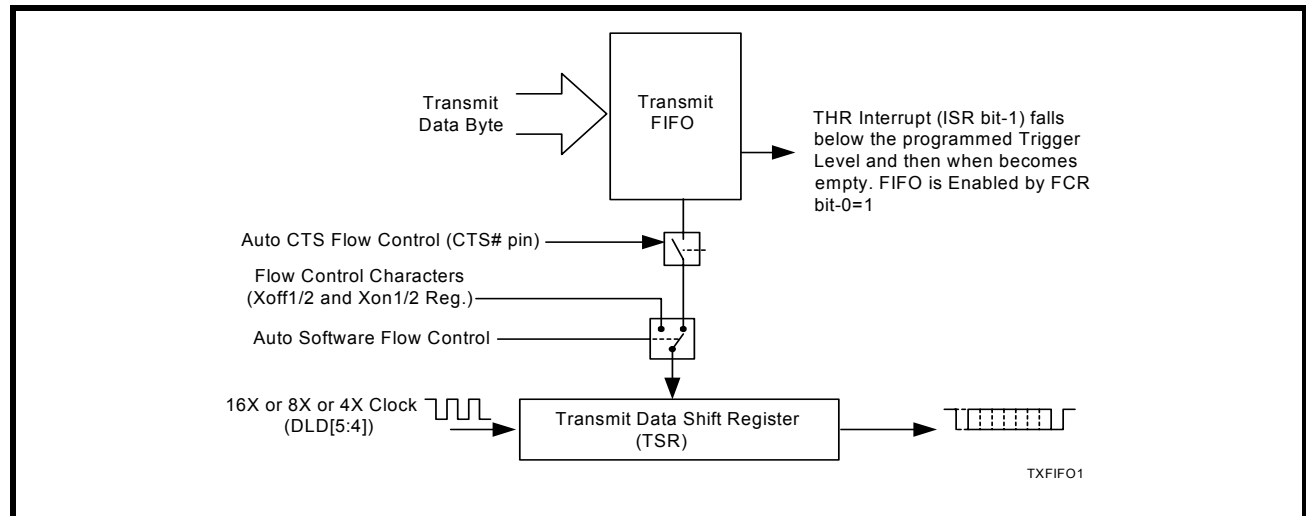 Transmit
Data Byte
Transmit
FIFO
THR Interrupt (ISR bit-1) falls
below the programmed Trigger
Level and then when becomes
empty. FIFO is Enabled by FCR
bit-0=1
Auto CTS Flow Control (CTS# pin)
Flow Control Characters
(Xoff1/2 and Xon1/2 Reg.)
Auto Software Flow Control
16X or 8X or 4X Clock
(DLD[5:4])
Transmit Data Shift Register
(TSR)
TXFIFO1